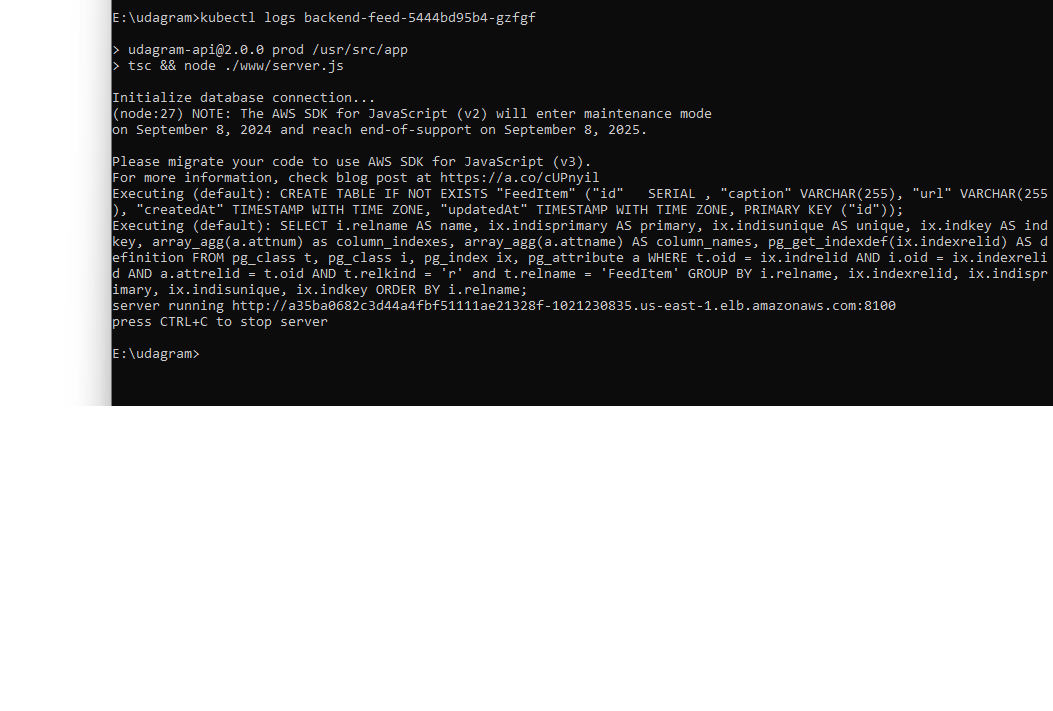 E:\udagram>kubectl logs backend-feed-5444bd95b4-gzfgf
> udagram-api@2.0.0 prod /usr/src/app
> tsc && node ./www/server.js
Initialize database connection...
(node:27) NOTE: The AWS SDK for JavaScript (v2) will enter maintenance mode
on September 8, 2024 and reach end-of-support on September 8, 2025.
Please migrate your code to use AWS SDK for JavaScript (v3).
For more information, check blog post at https://a.co/cUPnyil
Executing (default): CREATE TABLE IF NOT EXISTS "FeedItem" ("id"   SERIAL , "caption" VARCHAR(255), "url" VARCHAR(255
), "createdAt" TIMESTAMP WITH TIME ZONE, "updatedAt" TIMESTAMP WITH TIME ZONE, PRIMARY KEY ("id"));
Executing (default): SELECT i.relname AS name, ix.indisprimary AS primary, ix.indisunique AS unique, ix.indkey AS ind
key, array_agg(a.attnum) as column_indexes, array_agg(a.attname) AS column_names, pg_get_indexdef(ix.indexrelid) AS d
efinition FROM pg_class t, pg_class i, pg_index ix, pg_attribute a WHERE t.oid = ix.indrelid AND i.oid = ix.indexreli
d AND a.attrelid = t.oid AND t.relkind = 'r' and t.relname = 'FeedItem' GROUP BY i.relname, ix.indexrelid, ix.indispr
imary, ix.indisunique, ix.indkey ORDER BY i.relname;
server running http://a35ba0682c3d44a4fbf51111ae21328f-1021230835.us-east-1.elb.amazonaws.com:8100
press CTRL+C to stop server
E:\udagram>